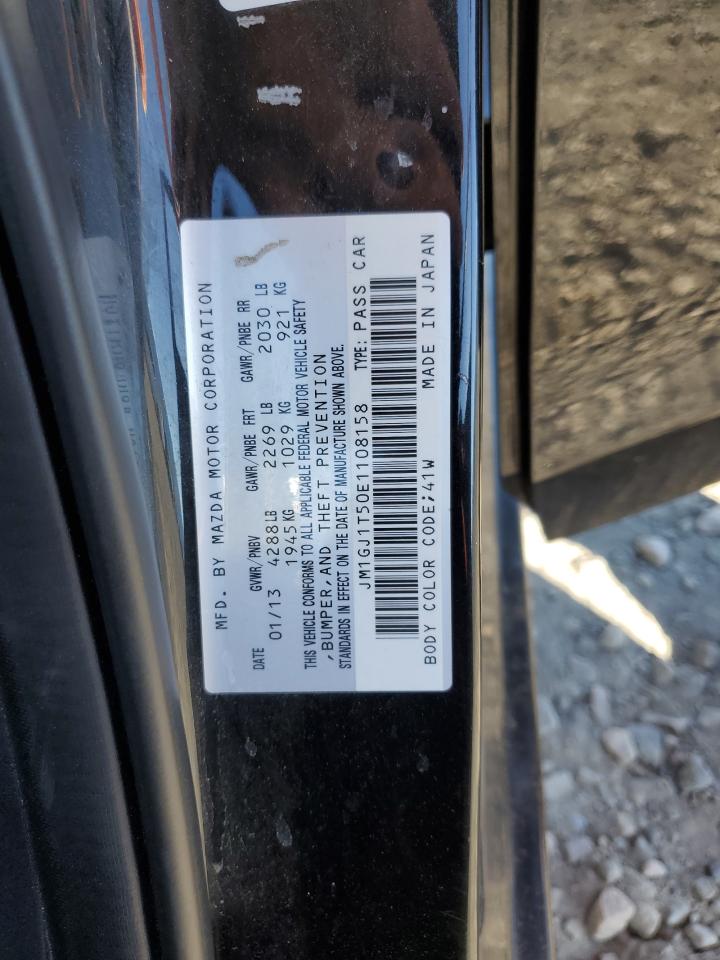 MFD. BY MAZDA MOTOR CORPORATION
DATE GVWR/PNBV GAWR/PNBE FRT GAWR/PNBE RR
01/13 4288LB 2269 LB 2030 LB
1945KG 1029 KG 921 KG
THIS VEHICLE CONFORMS TO ALL APPLICABLE FEDERAL MOTOR VEHICLE SAFETY
,BUMPER,AND THEFT PREVENTION
STANDARDS IN EFFECT ON THE DATE OF MANUFACTURE SHOWN ABOVE.
JM1GJ1T50E1108158 TYPE: PASS CAR
BODY COLOR CODE;41W MADE IN JAPAN